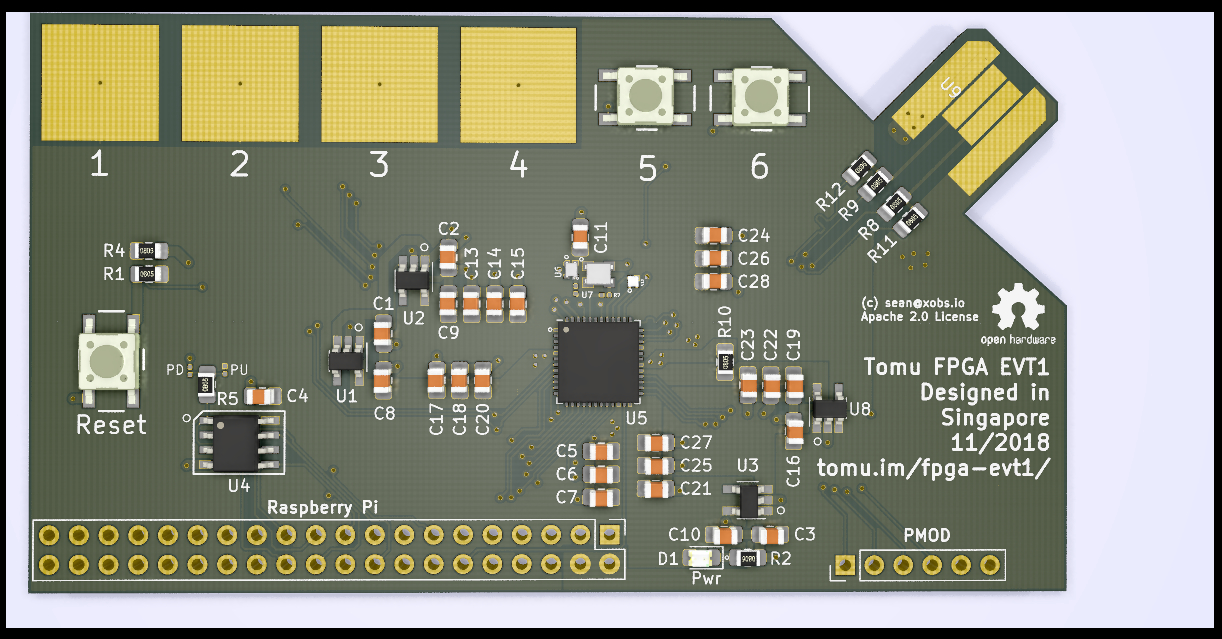 U9
1
2
3
4
5
6
R12
R9
R8
R11
C2
C11
C24
C26
C28
R4
R1
C13
C14
C15
U7
U2
C9
C1
(c) sean@xobs.io
Apache 2.0 License
open hardware
R10
C23
C22
C19
PD
PU
U1
Tomu FPGA EVT1
Designed in
Singapore
11/2018
tomu.im/fpga-evt1/
R5
C4
C8
C17
C18
C20
U5
U8
Reset
C5
C6
C7
C27
C25
C21
U3
C16
U4
Raspberry Pi
C10
C3
PMOD
D1
R2
Pwr